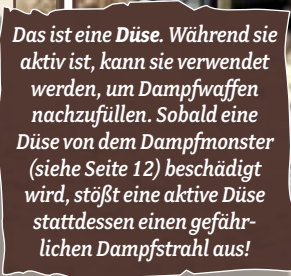 Das ist eine Düse. Während sie
aktiv ist, kann sie verwendet
werden, um Dampfwaffen
nachzufüllen. Sobald eine
Düse von dem Dampfmonster
(siehe Seite 12) beschädigt
wird, stößt eine aktive Düse
stattdessen einen gefähr-
lichen Dampfstrahl aus!